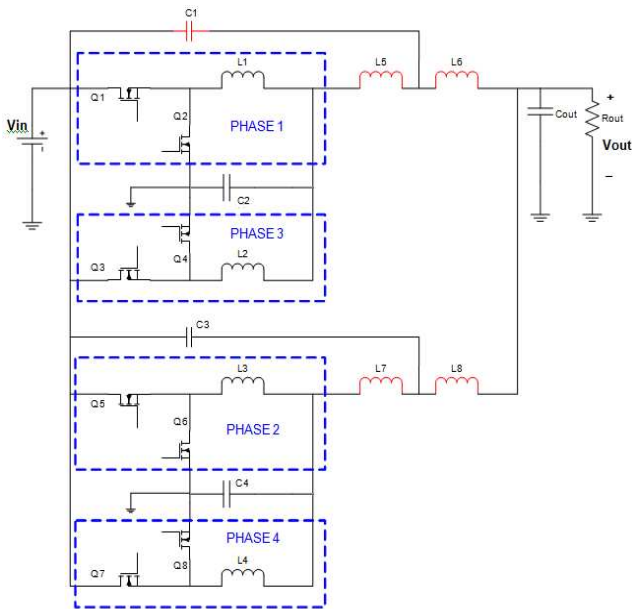 C1
L1
L5
L6
Q1
Q2
PHASE 1
Vin
+
-
Cout
+
Rout
Vout
-
C2
PHASE 3
Q3
Q4
L2
C3
L3
L7
L8
Q5
Q6
PHASE 2
C4
PHASE 4
Q7
Q8
L4